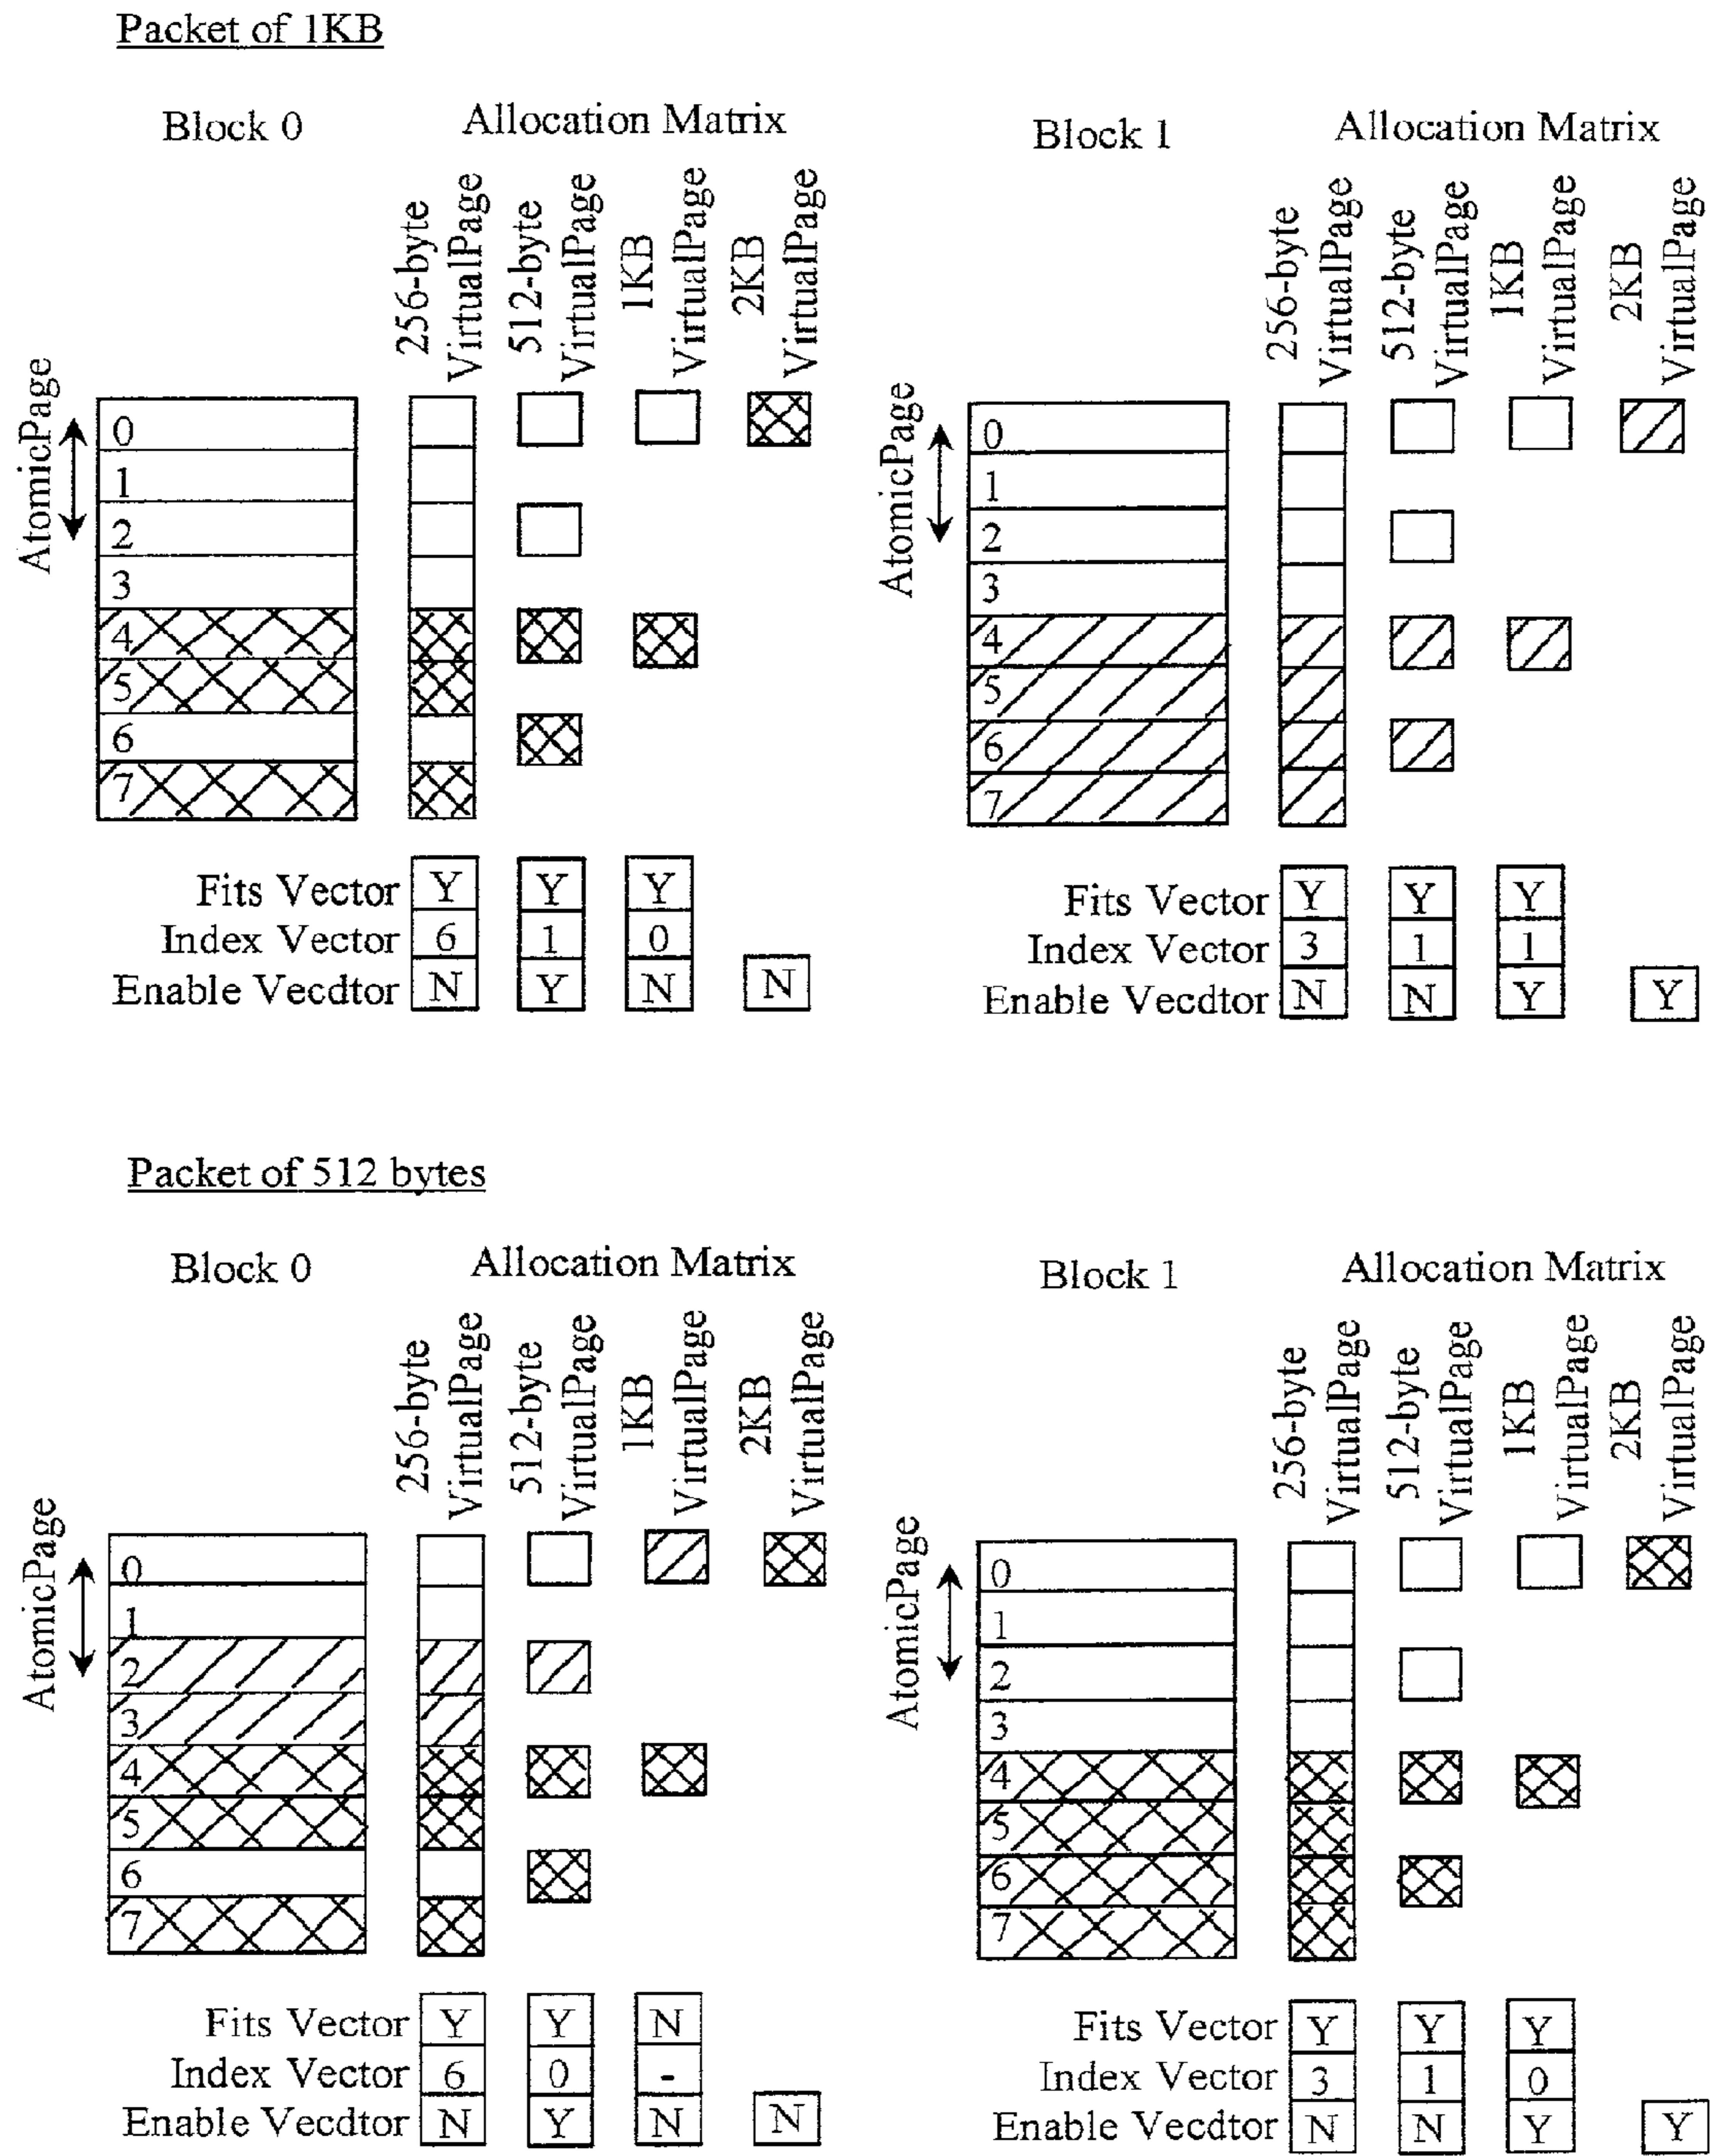 Packet of 1KB
Block 0
Allocation Matrix
256-byte
VirtualPage
512-byte
VirtualPage
1KB
VirtualPage
2KB
VirtualPage
AtomicPage
0
1
2
3
4
5
6
7
Fits Vector Y Y Y
Index Vector 6 1 0
Enable Vecdtor N Y N N
Block 1
Allocation Matrix
256-byte
VirtualPage
512-byte
VirtualPage
1KB
VirtualPage
2KB
VirtualPage
AtomicPage
0
1
2
3
4
5
6
7
Fits Vector Y Y Y
Index Vector 3 1 1
Enable Vecdtor N N Y Y
Packet of 512 bytes
Block 0
Allocation Matrix
256-byte
VirtualPage
512-byte
VirtualPage
1KB
VirtualPage
2KB
VirtualPage
AtomicPage
0
1
2
3
4
5
6
7
Fits Vector Y Y N
Index Vector 6 0 -
Enable Vecdtor N Y N N
Block 1
Allocation Matrix
256-byte
VirtualPage
512-byte
VirtualPage
1KB
VirtualPage
2KB
VirtualPage
AtomicPage
0
1
2
3
4
5
6
7
Fits Vector Y Y Y
Index Vector 3 1 0
Enable Vecdtor N N Y Y